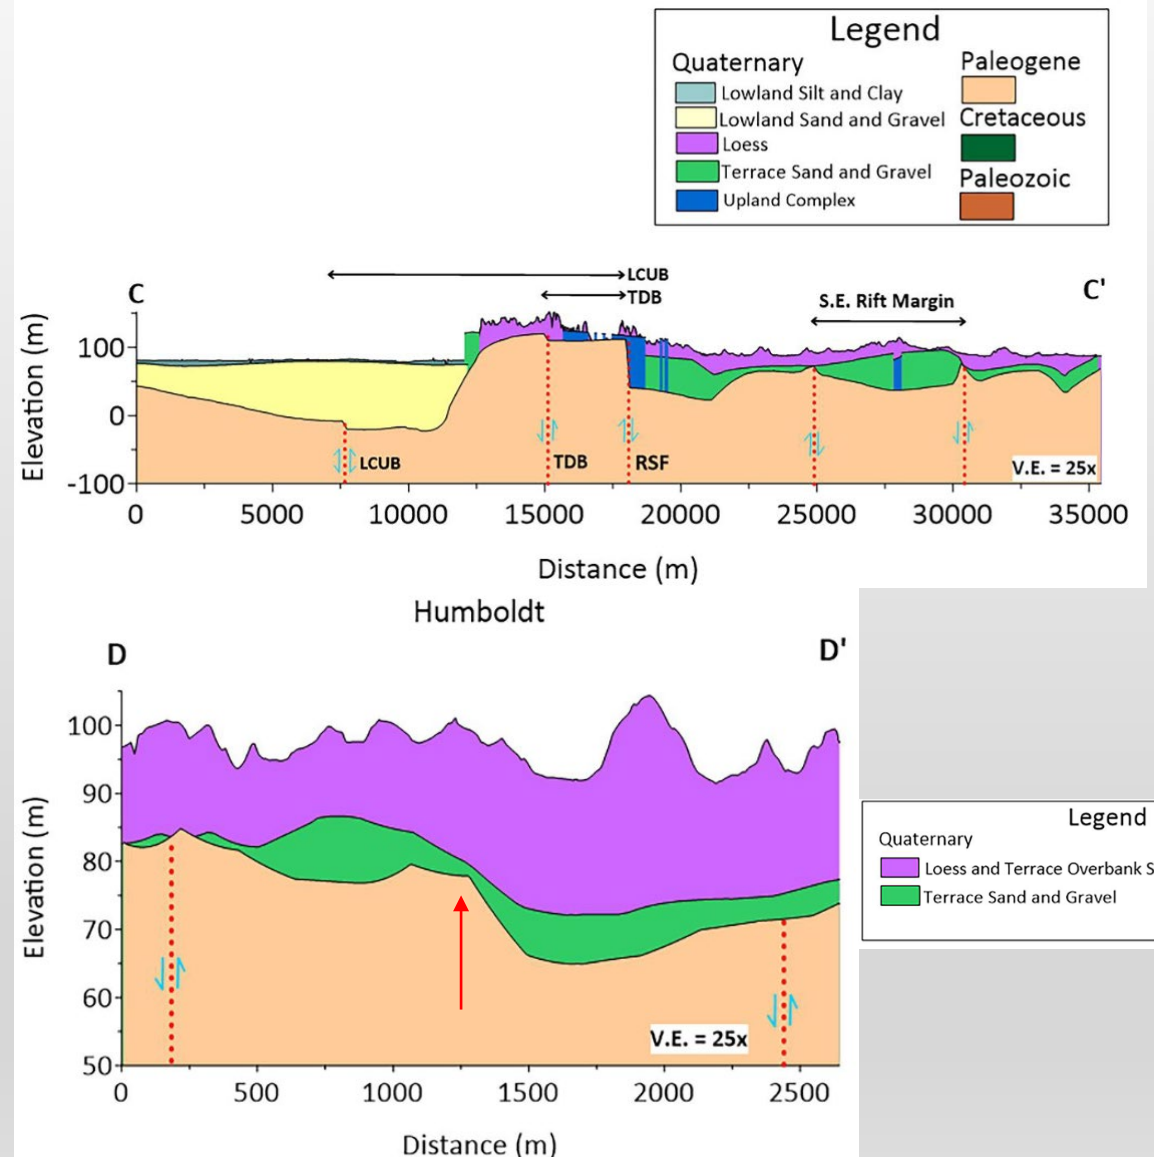 Legend
Quaternary
Lowland Silt and Clay
Lowland Sand and Gravel
Loess
Terrace Sand and Gravel
Upland Complex
Paleogene
Cretaceous
Paleozoic
C
C'
LCUB
TDB
S.E. Rift Margin
Elevation (m)
100
0
-100
LCUB
TDB
RSF
V.E. = 25x
0 5000 10000 15000 20000 25000 30000 35000
Distance (m)
Humboldt
D
D'
Elevation (m)
100
90
80
70
60
50
V.E. = 25x
0 500 1000 1500 2000 2500
Distance (m)
Legend
Quaternary
Loess and Terrace Overbank S
Terrace Sand and Gravel